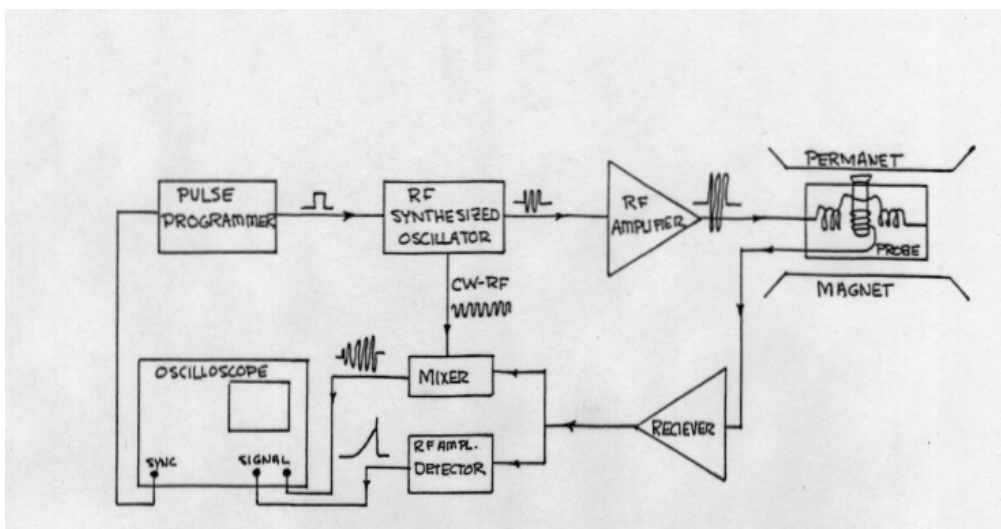 PULSE
PROGRAMMER
RF
SYNTHESIZED
OSCILLATOR
RF
AMPLIFIER
PERMANET
PROBE
MAGNET
CW-RF
MIXER
RECIEVER
RF AMPL.
DETECTOR
OSCILLOSCOPE
SYNC
SIGNAL